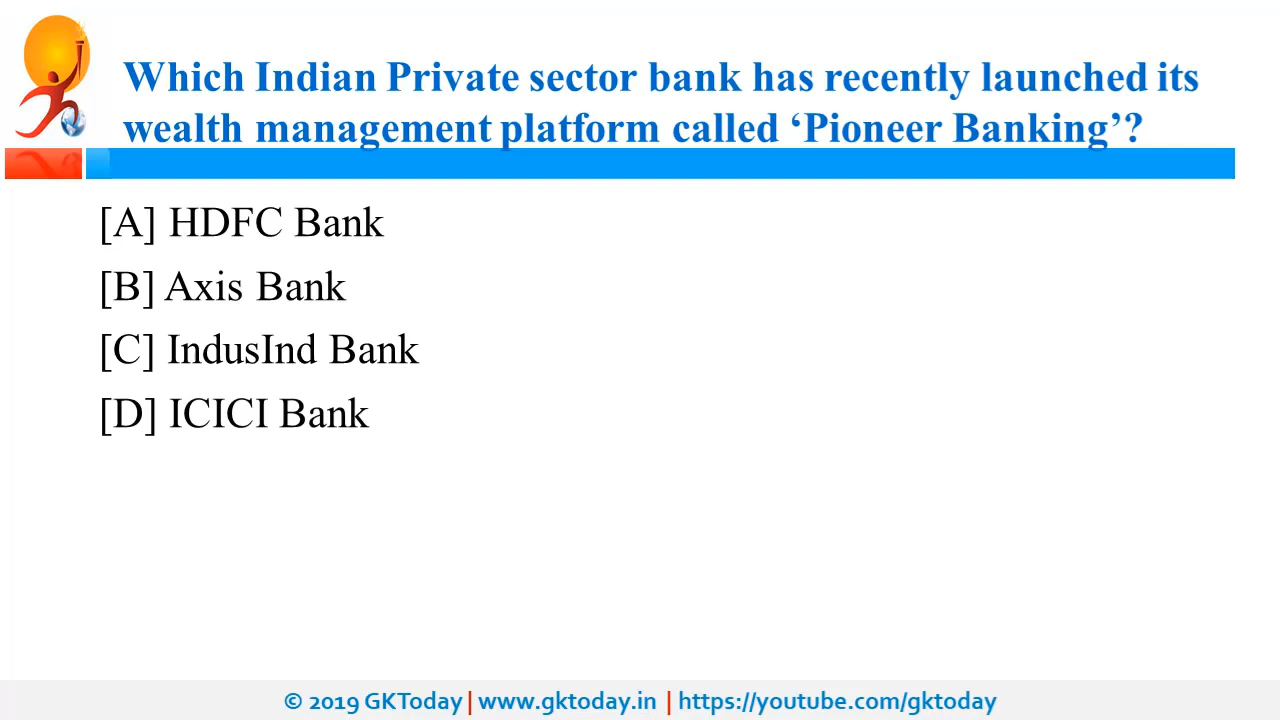 Which Indian Private sector bank has recently launched its
wealth management platform called ‘Pioneer Banking’?
[A] HDFC Bank
[B] Axis Bank
[C] IndusInd Bank
[D] ICICI Bank
© 2019 GKToday | www.gktoday.in | https://youtube.com/gktoday